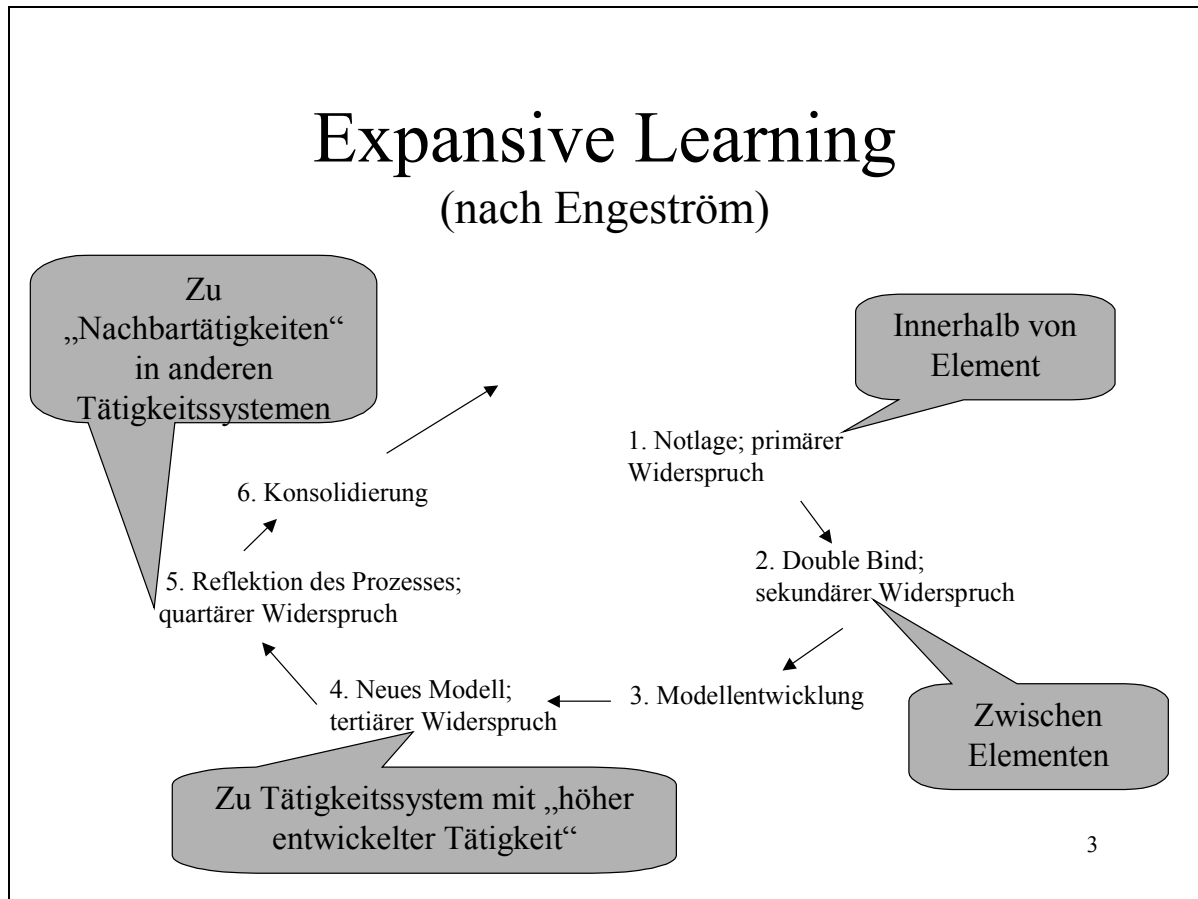 Expansive Learning
(nach Engeström)
Zu
„Nachbartätigkeiten“
in anderen
Tätigkeitssystemen
Innerhalb von
Element
1. Notlage; primärer
Widerspruch
2. Double Bind;
sekundärer Widerspruch
Zwischen
Elementen
3. Modellentwicklung
4. Neues Modell;
tertiärer Widerspruch
Zu Tätigkeitssystem mit „höher
entwickelter Tätigkeit“
5. Reflektion des Prozesses;
quartärer Widerspruch
6. Konsolidierung
3